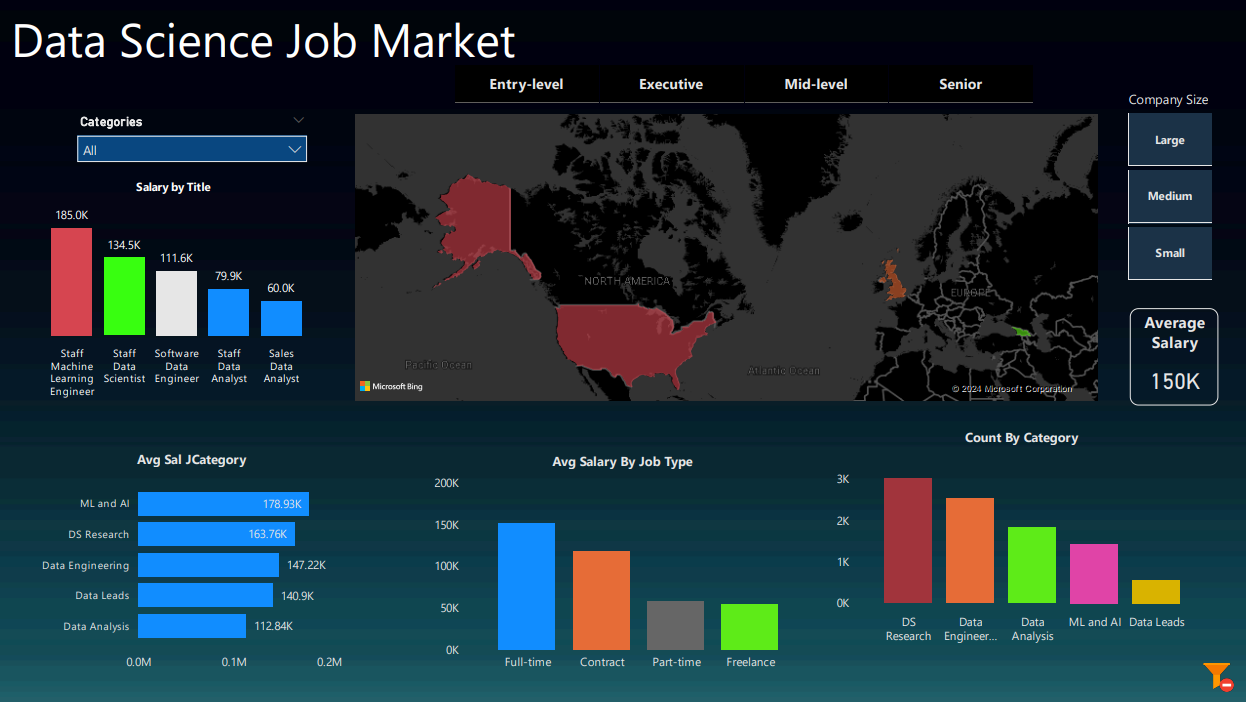 Data Science Job Market
Entry-level
Executive
Mid-level
Senior
Company Size
Large
Medium
Small
Categories
All
Salary by Title
185.0K
134.5K
111.6K
79.9K
60.0K
Staff
Machine
Learning
Engineer
Staff
Data
Scientist
Software
Data
Engineer
Staff
Data
Analyst
Sales
Data
Analyst
NORTH AMERICA
EUROPE
Pacific Ocean
Atlantic Ocean
Microsoft Bing
© 2024 Microsoft Corporation
Average
Salary
150K
Avg Sal JCategory
ML and AI
178.93K
DS Research
163.76K
Data Engineering
147.22K
Data Leads
140.9K
Data Analysis
112.84K
0.0M
0.1M
0.2M
Avg Salary By Job Type
200K
150K
100K
50K
0K
Full-time
Contract
Part-time
Freelance
Count By Category
3K
2K
1K
0K
DS
Research
Data
Engineer...
Data
Analysis
ML and AI
Data Leads